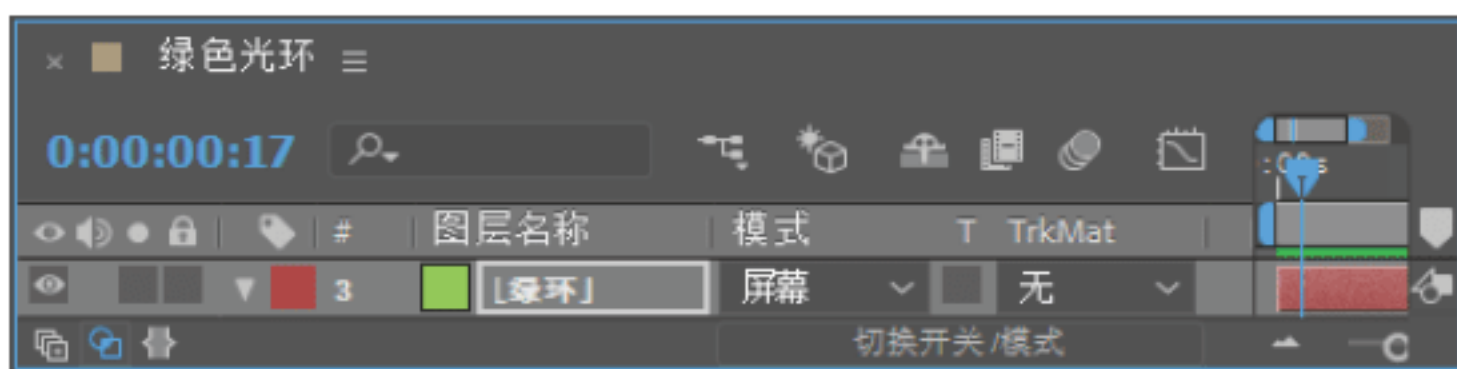 × 绿色光环 ≡
0:00:00:17
:00s
# 图层名称 模式 T TrkMat
3 [绿环] 屏幕 无
切换开关/模式